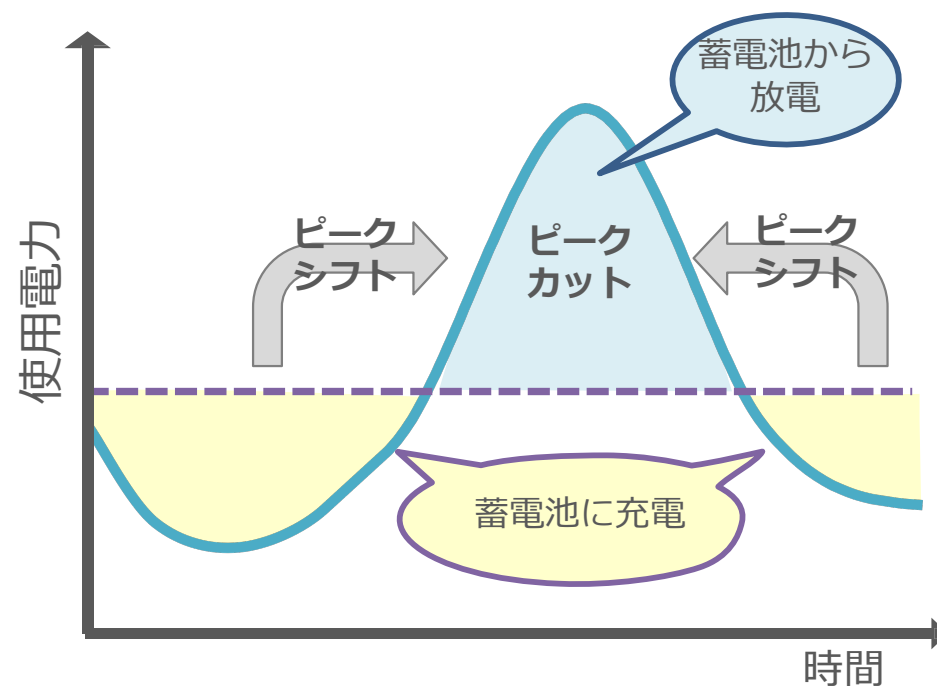 蓄電池から
放電
ピーク
シフト
ピーク
カット
ピーク
シフト
使用電力
蓄電池に充電
時間